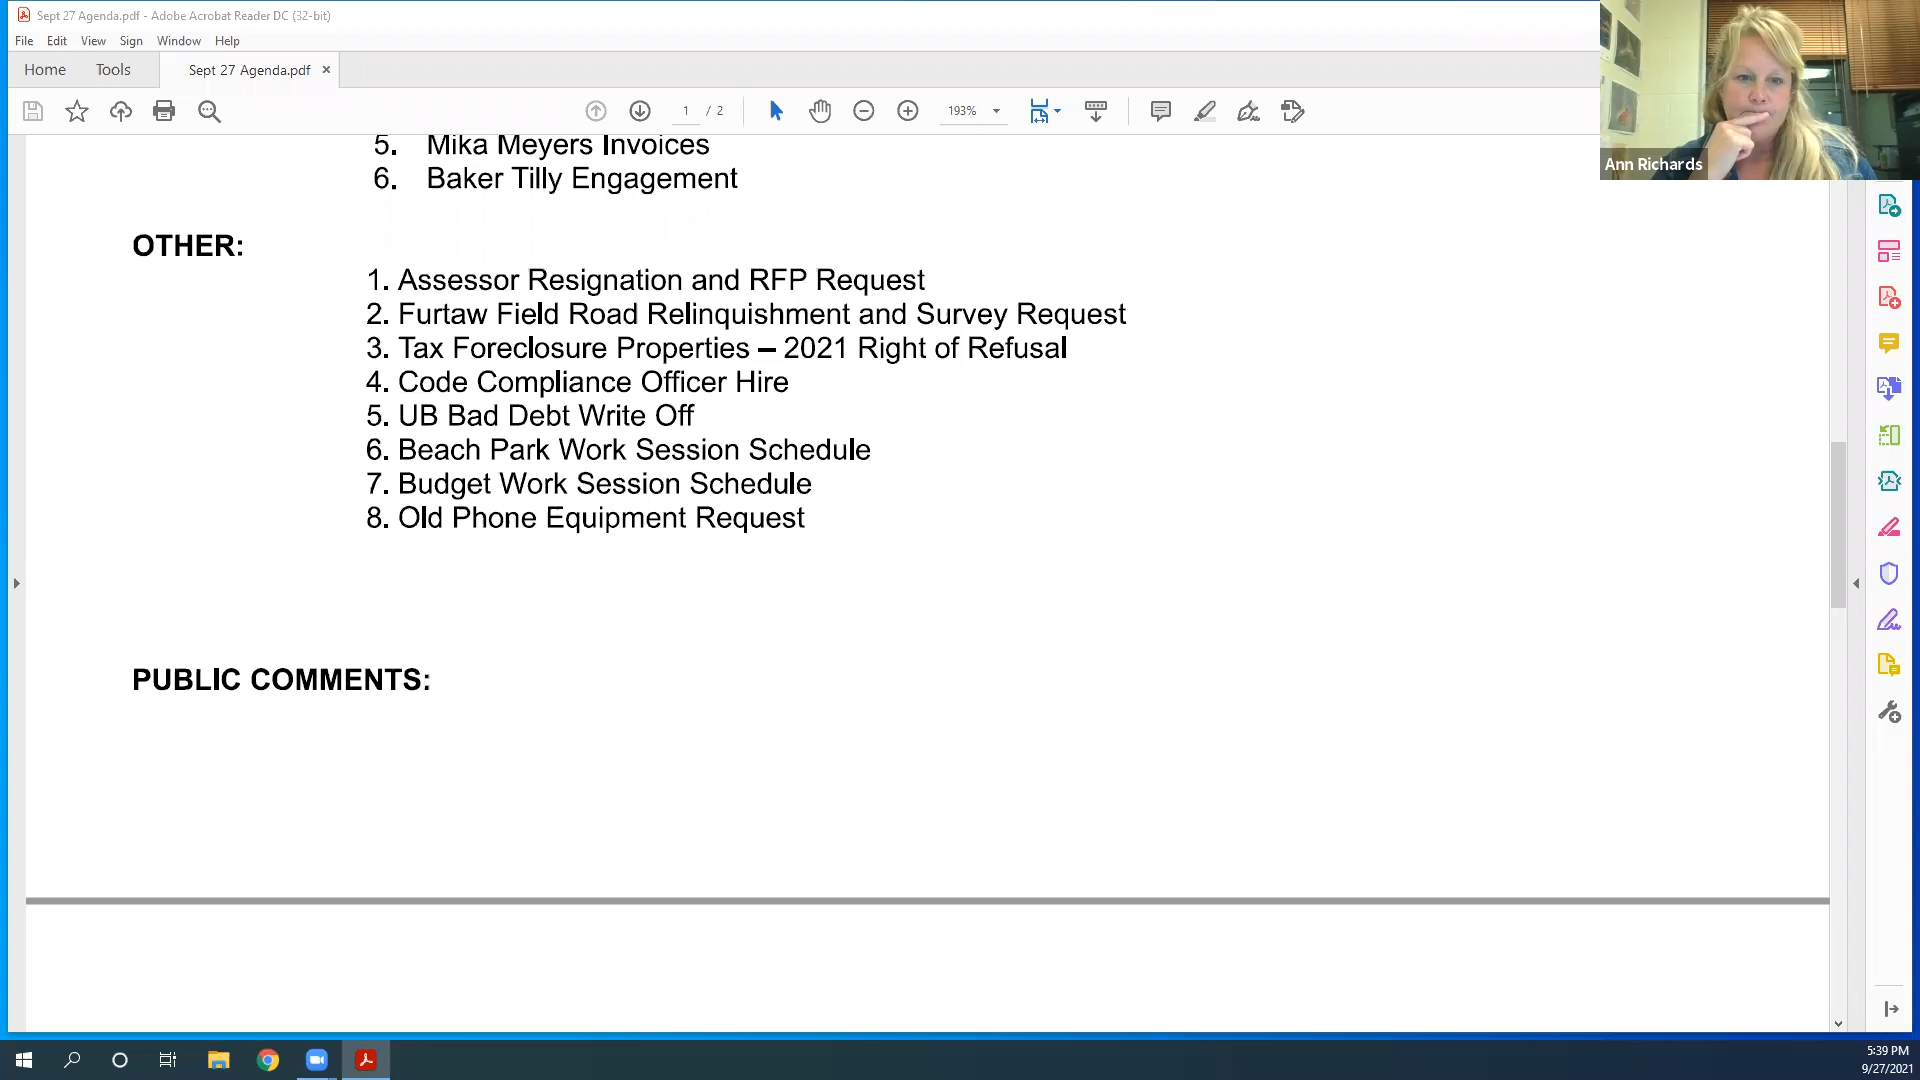 Sept 27 Agenda.pdf - Adobe Acrobat Reader DC (32-bit)
File Edit View Sign Window Help
Home Tools Sept 27 Agenda.pdf ×
1 / 2 193%
5. Mika Meyers Invoices
6. Baker Tilly Engagement
Ann Richards
OTHER:
1. Assessor Resignation and RFP Request
2. Furtaw Field Road Relinquishment and Survey Request
3. Tax Foreclosure Properties – 2021 Right of Refusal
4. Code Compliance Officer Hire
5. UB Bad Debt Write Off
6. Beach Park Work Session Schedule
7. Budget Work Session Schedule
8. Old Phone Equipment Request
PUBLIC COMMENTS:
5:39 PM
9/27/2021